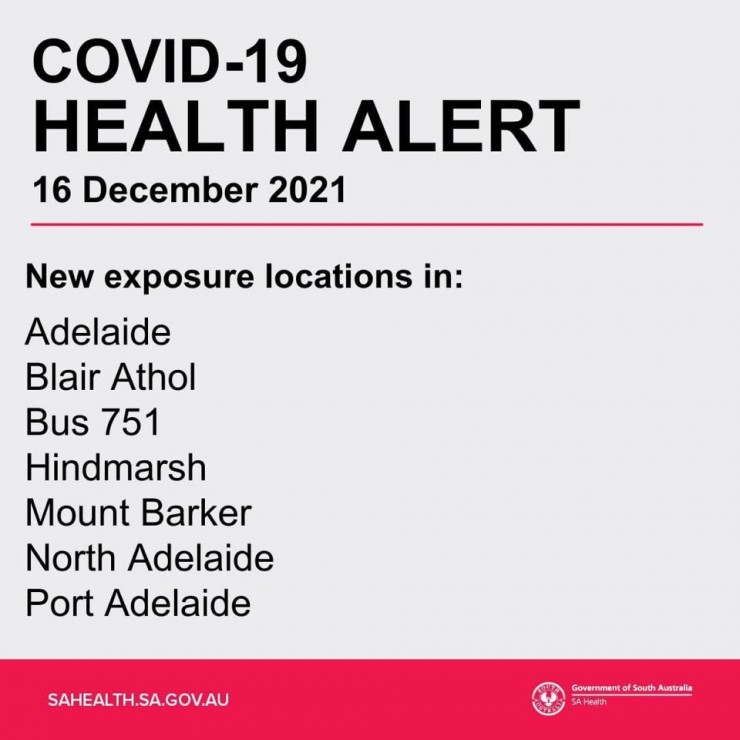 COVID-19
HEALTH ALERT
16 December 2021
New exposure locations in:
Adelaide
Blair Athol
Bus 751
Hindmarsh
Mount Barker
North Adelaide
Port Adelaide
SAHEALTH.SA.GOV.AU
Government of South Australia
SA Health